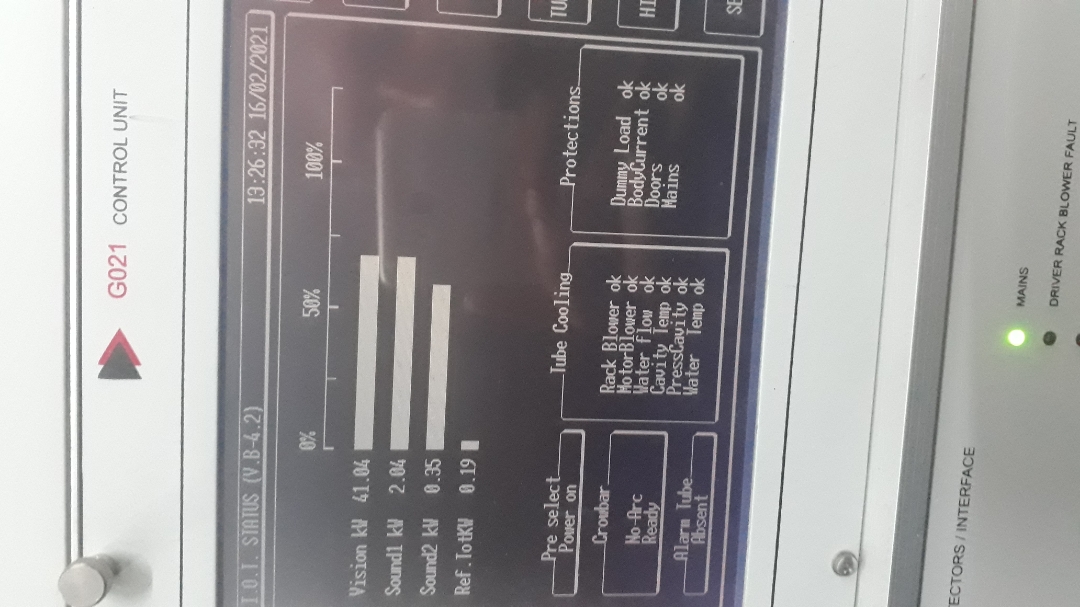 G021 CONTROL UNIT
I.O.T. STATUS (V.B-4.2) 13:26:32 16/02/2021
0% 50% 100%
Vision kW 41.04
Sound1 kW 2.04
Sound2 kW 0.35
Ref.TotKW 0.19
Pre select
Power on
Crowbar
No-Arc
Ready
Alarm Tube
Absent
Tube Cooling
Rack Blower ok
MotorBlower ok
Water flow ok
Cavity Temp ok
PressCavity ok
Water Temp ok
Protections
Dummy Load ok
BodyCurrent ok
Doors ok
Mains ok
TU
HI
SE
ECTORS / INTERFACE
MAINS
DRIVER RACK BLOWER FAULT